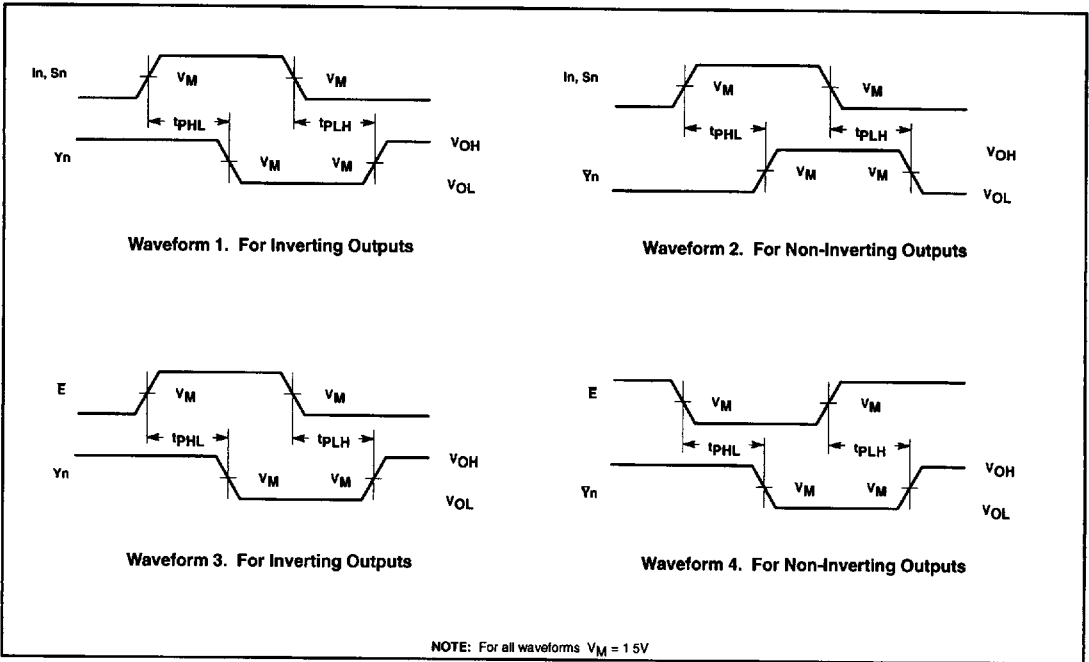 In, Sn
VM
VM
tPHL
tPLH
Yn
VM
VM
VOH
VOL
Waveform 1. For Inverting Outputs
In, Sn
VM
VM
tPHL
tPLH
Y̅n
VM
VM
VOH
VOL
Waveform 2. For Non-Inverting Outputs
E̅
VM
VM
tPHL
tPLH
Yn
VM
VM
VOH
VOL
Waveform 3. For Inverting Outputs
E̅
VM
VM
tPHL
tPLH
Y̅n
VM
VM
VOH
VOL
Waveform 4. For Non-Inverting Outputs
NOTE: For all waveforms VM = 1 5V